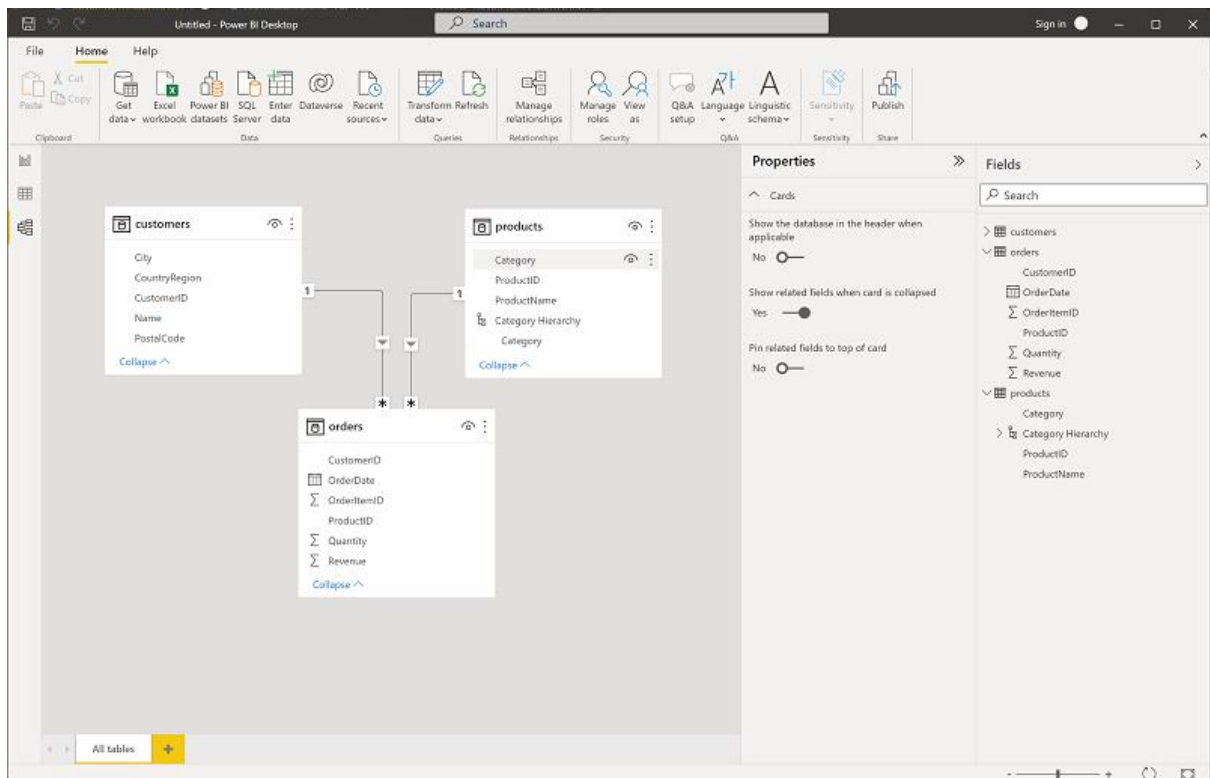 Untitled - Power BI Desktop
Search
Sign in
File Home Help
Paste
Cut
Copy
Clipboard
Get data
Excel workbook
Power BI datasets
SQL Server
Enter data
Dataverse
Recent sources
Data
Transform data
Refresh
Queries
Manage relationships
Relationships
Manage roles
View as
Security
Q&A setup
Language
Linguistic schema
Q&A
Sensitivity
Sensitivity
Publish
Share
customers
City
CountryRegion
CustomerID
Name
PostalCode
Collapse
1
*
products
Category
ProductID
ProductName
Category Hierarchy
Category
Collapse
1
*
orders
CustomerID
OrderDate
OrderItemID
ProductID
Quantity
Revenue
Collapse
All tables
+
Properties
Cards
Show the database in the header when
applicable
No
Show related fields when card is collapsed
Yes
Pin related fields to top of card
No
Fields
Search
customers
orders
CustomerID
OrderDate
OrderItemID
ProductID
Quantity
Revenue
products
Category
Category Hierarchy
ProductID
ProductName
- +